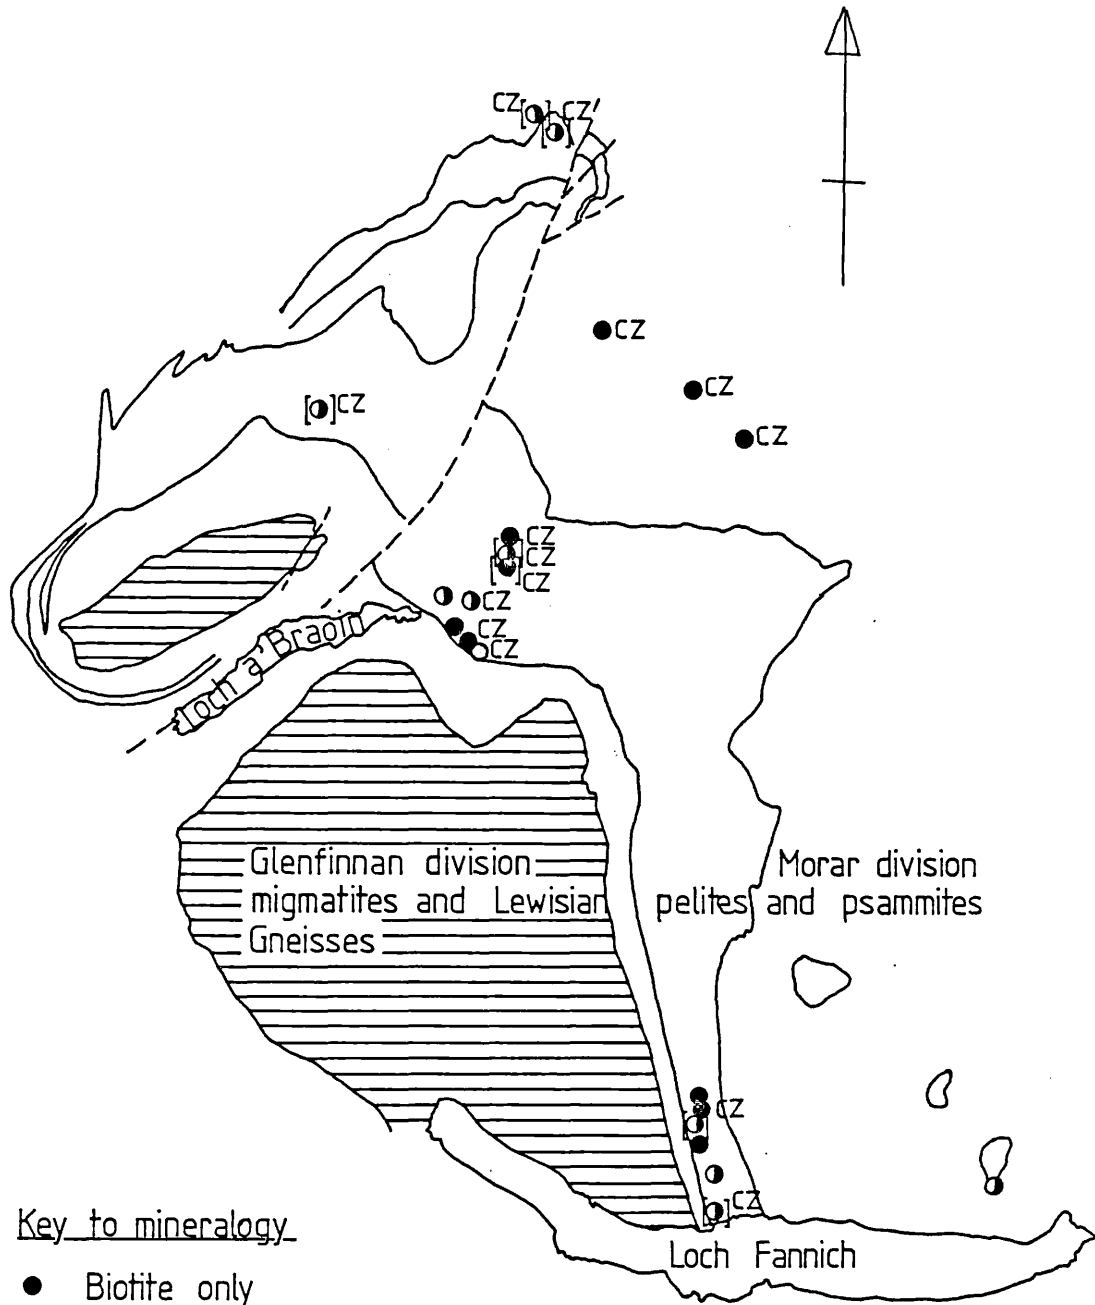 CZ
CZ'
CZ
CZ
CZ
CZ
CZ
CZ
CZ
CZ
CZ
CZ
Loch a' Braoin
Glenfinnan division
migmatites and Lewisian
Gneisses
Morar division
pelites and psammites
CZ
CZ
Key to mineralogy
Loch Fannich
Biotite only